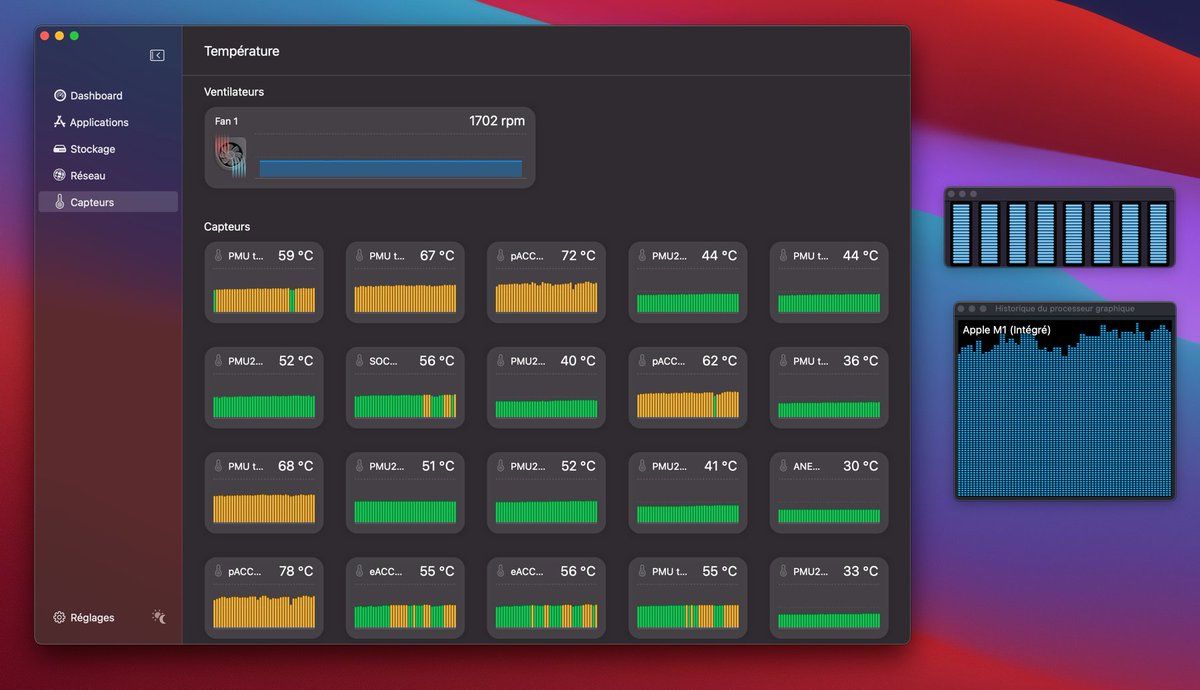 Température
Dashboard
Applications
Stockage
Réseau
Capteurs
Réglages
Ventilateurs
Fan 1
1702 rpm
Capteurs
PMU t... 59 °C
PMU t... 67 °C
pACC... 72 °C
PMU2... 44 °C
PMU t... 44 °C
PMU2... 52 °C
SOC... 56 °C
PMU2... 40 °C
pACC... 62 °C
PMU t... 36 °C
PMU t... 68 °C
PMU2... 51 °C
PMU2... 52 °C
PMU2... 41 °C
ANE... 30 °C
pACC... 78 °C
eACC... 55 °C
eACC... 56 °C
PMU t... 55 °C
PMU2... 33 °C
Historique du processeur graphique
Apple M1 (Intégré)